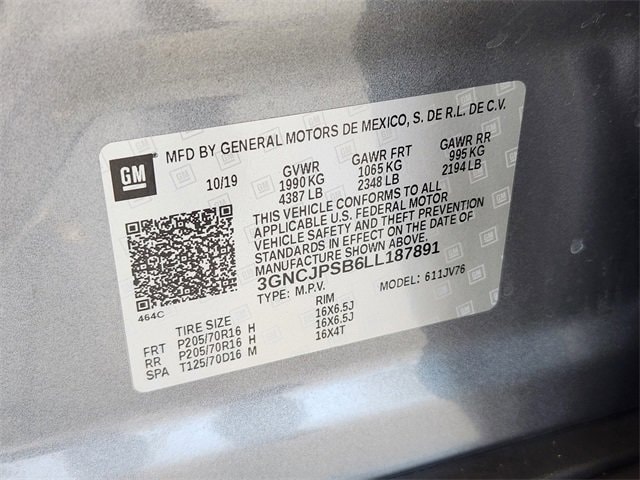 MFD BY GENERAL MOTORS DE MEXICO, S. DE R.L. DE C.V.
GM
10/19 GVWR GAWR FRT GAWR RR
1990 KG 1065 KG 995 KG
4387 LB 2348 LB 2194 LB
THIS VEHICLE CONFORMS TO ALL
APPLICABLE U.S. FEDERAL MOTOR
VEHICLE SAFETY AND THEFT PREVENTION
STANDARDS IN EFFECT ON THE DATE OF
MANUFACTURE SHOWN ABOVE.
3GNCJPSB6LL187891
TYPE: M.P.V. MODEL: 611JV76
464C
TIRE SIZE RIM
FRT P205/70R16 H 16X6.5J
RR P205/70R16 H 16X6.5J
SPA T125/70D16 M 16X4T